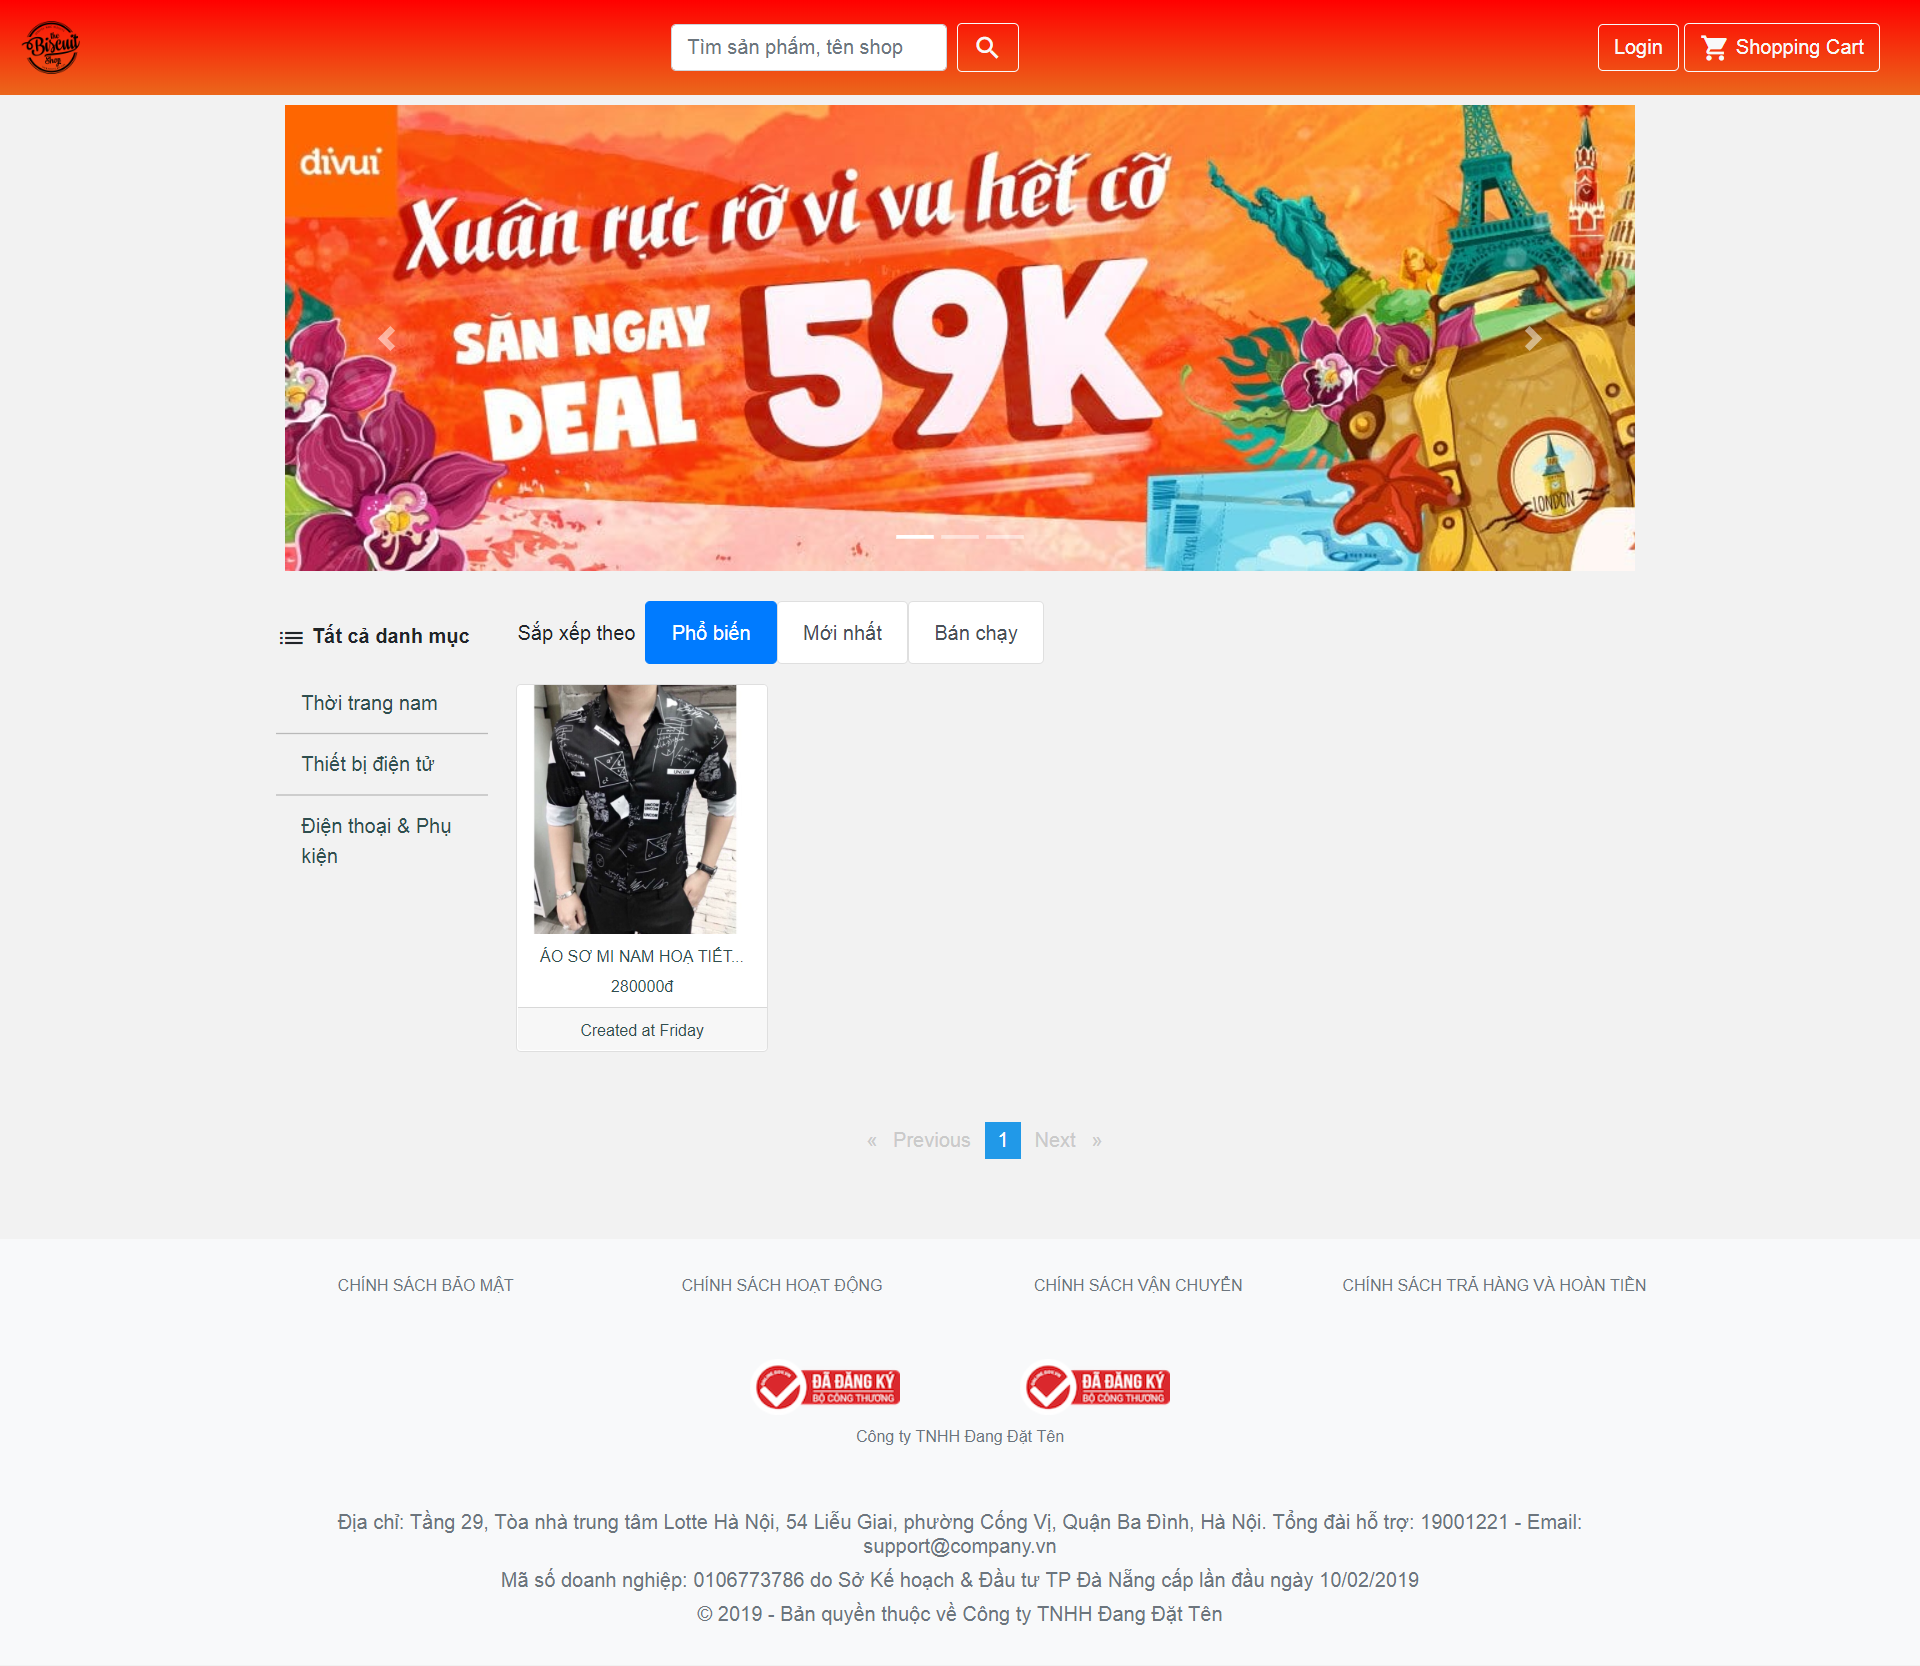 the
Biscuit
Shop
Tìm sản phẩm, tên shop
Login
Shopping Cart
divui
Xuân rực rỡ vi vu hết cỡ
SĂN NGAY
DEAL
59K
LONDON
Tất cả danh mục
Thời trang nam
Thiết bị điện tử
Điện thoại & Phụ
kiện
Sắp xếp theo
Phổ biến
Mới nhất
Bán chạy
ÁO SƠ MI NAM HOẠ TIẾT...
280000đ
Created at Friday
« Previous 1 Next »
CHÍNH SÁCH BẢO MẬT
CHÍNH SÁCH HOẠT ĐỘNG
CHÍNH SÁCH VẬN CHUYỂN
CHÍNH SÁCH TRẢ HÀNG VÀ HOÀN TIỀN
ĐÃ ĐĂNG KÝ
BỘ CÔNG THƯƠNG
ĐÃ ĐĂNG KÝ
BỘ CÔNG THƯƠNG
Công ty TNHH Đang Đặt Tên
Địa chỉ: Tầng 29, Tòa nhà trung tâm Lotte Hà Nội, 54 Liễu Giai, phường Cống Vị, Quận Ba Đình, Hà Nội. Tổng đài hỗ trợ: 19001221 - Email:
support@company.vn
Mã số doanh nghiệp: 0106773786 do Sở Kế hoạch & Đầu tư TP Đà Nẵng cấp lần đầu ngày 10/02/2019
© 2019 - Bản quyền thuộc về Công ty TNHH Đang Đặt Tên